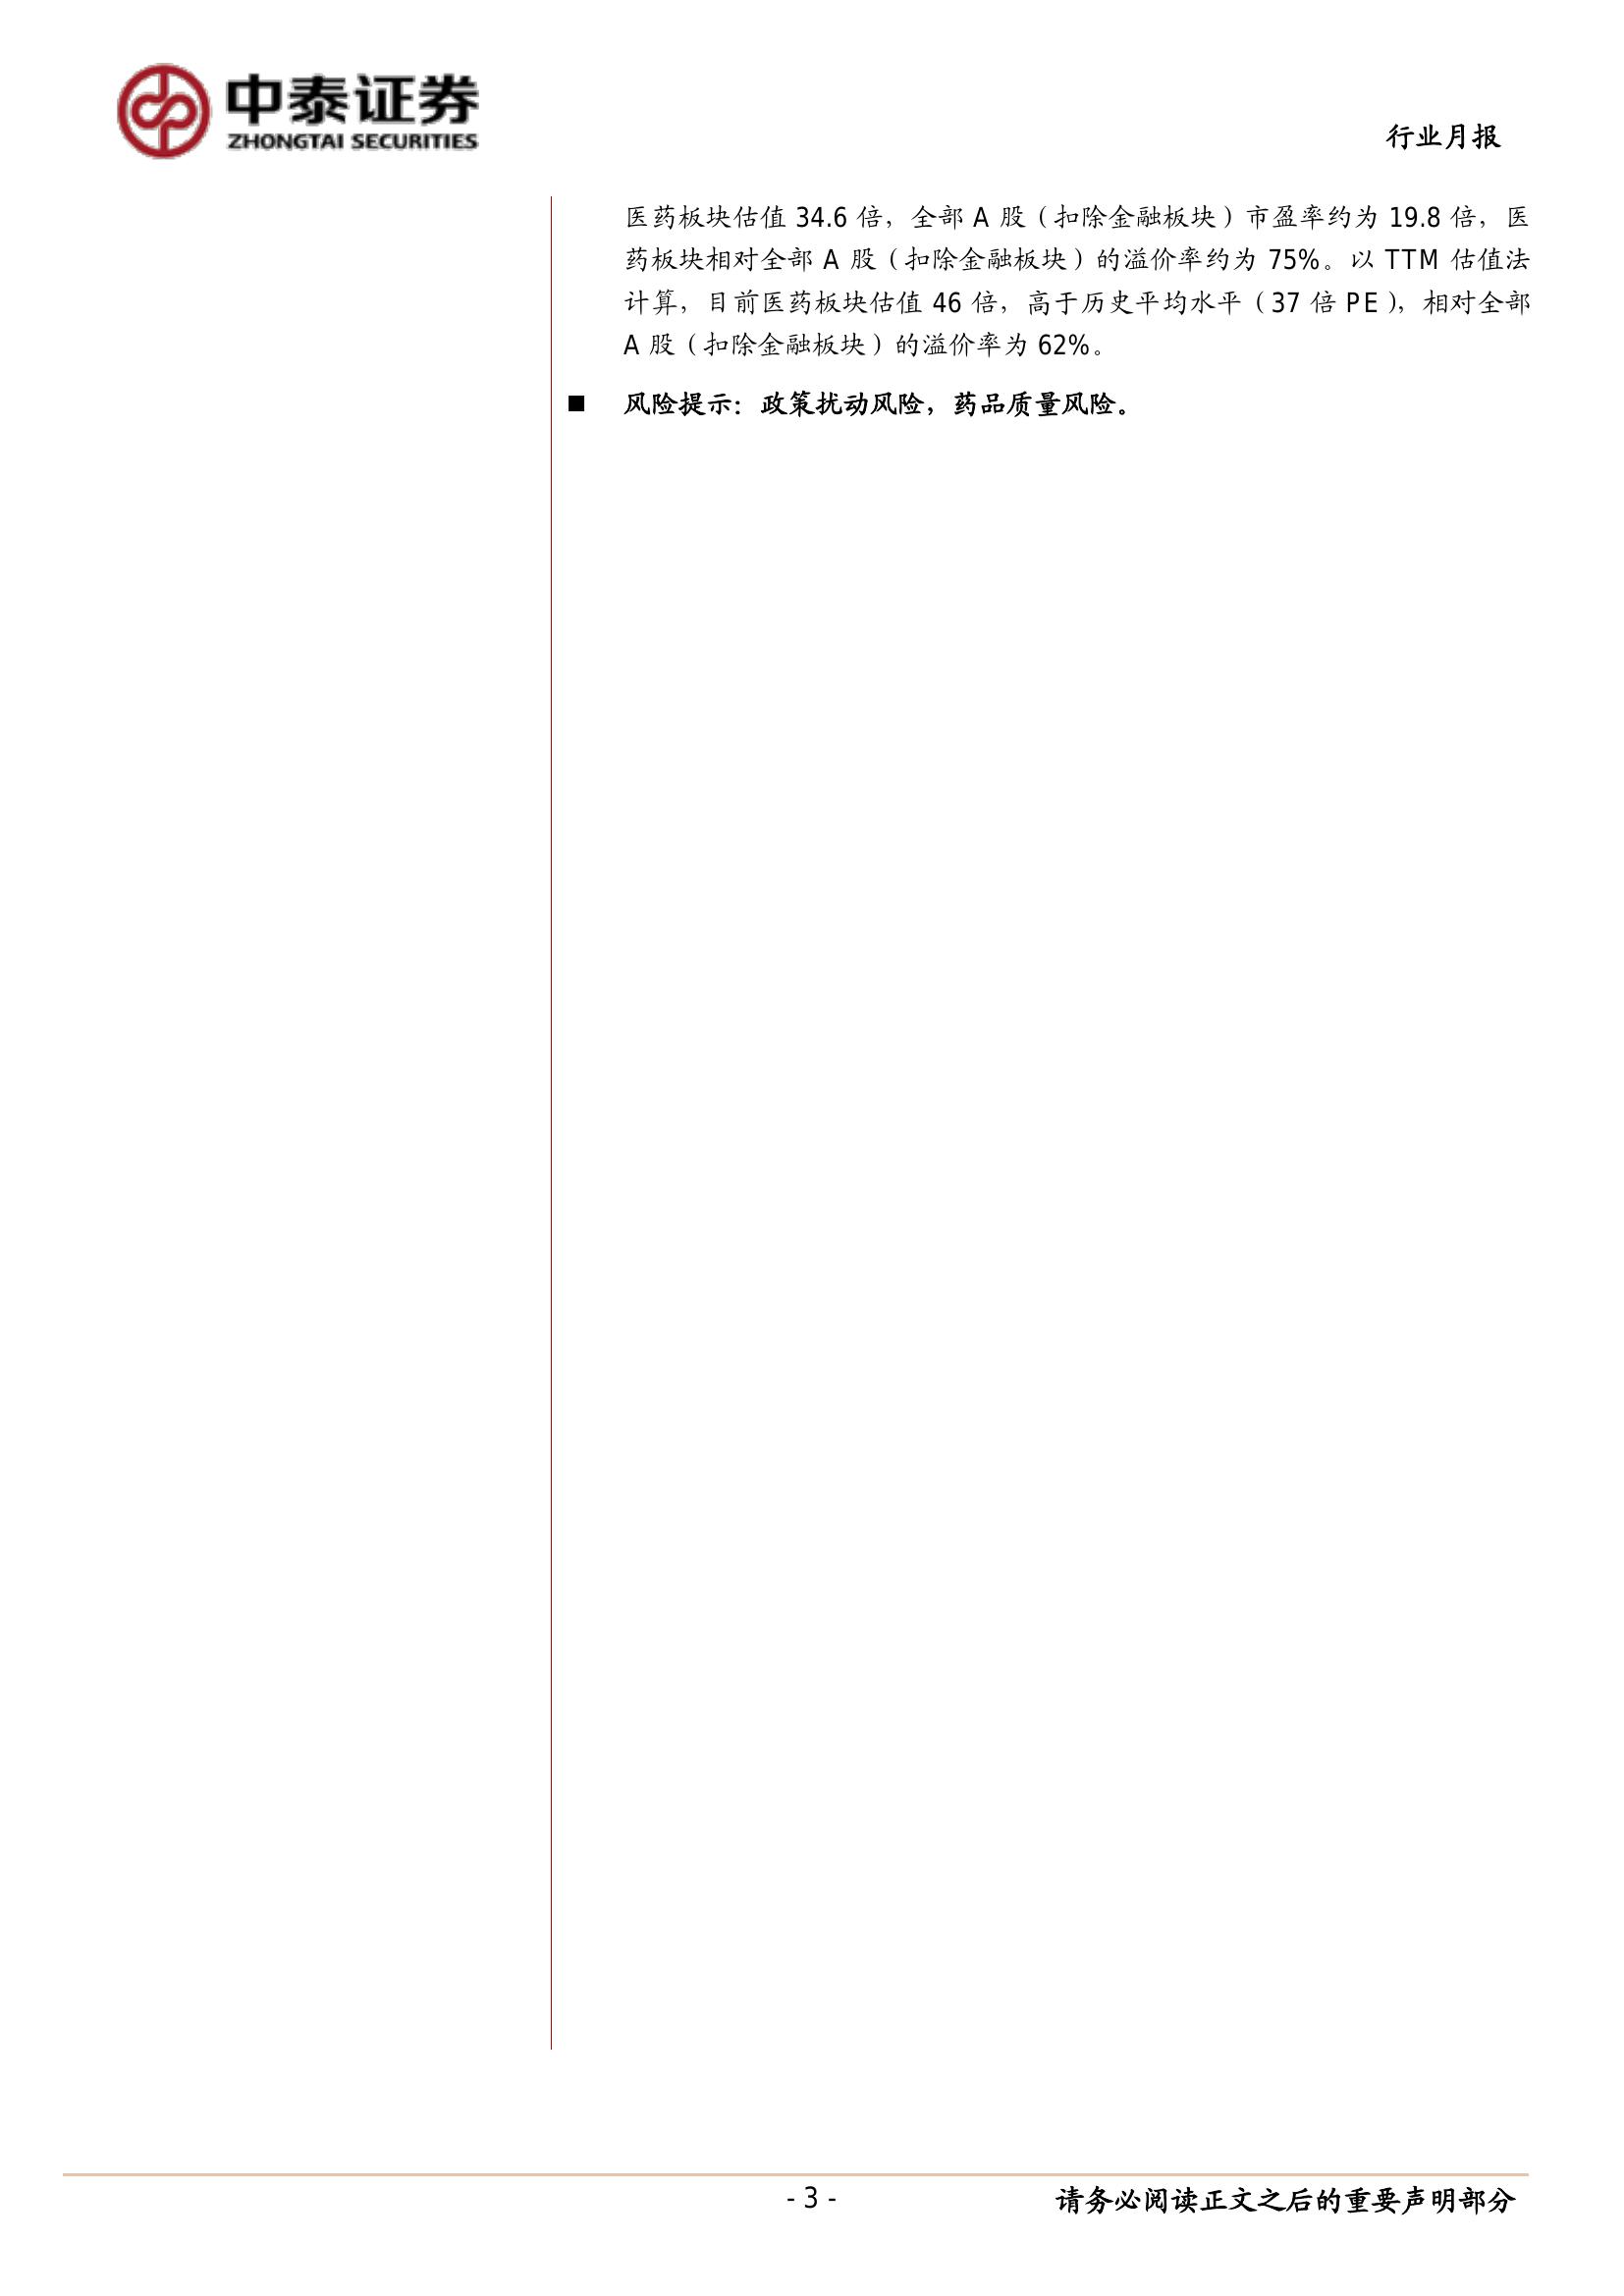 中泰证券
ZHONGTAI SECURITIES
行业月报
医药板块估值 34.6 倍，全部 A 股（扣除金融板块）市盈率约为 19.8 倍，医
药板块相对全部 A 股（扣除金融板块）的溢价率约为 75%。以 TTM 估值法
计算，目前医药板块估值 46 倍，高于历史平均水平（37 倍 PE），相对全部
A 股（扣除金融板块）的溢价率为 62%。
■ 风险提示：政策扰动风险，药品质量风险。
- 3 -
请务必阅读正文之后的重要声明部分